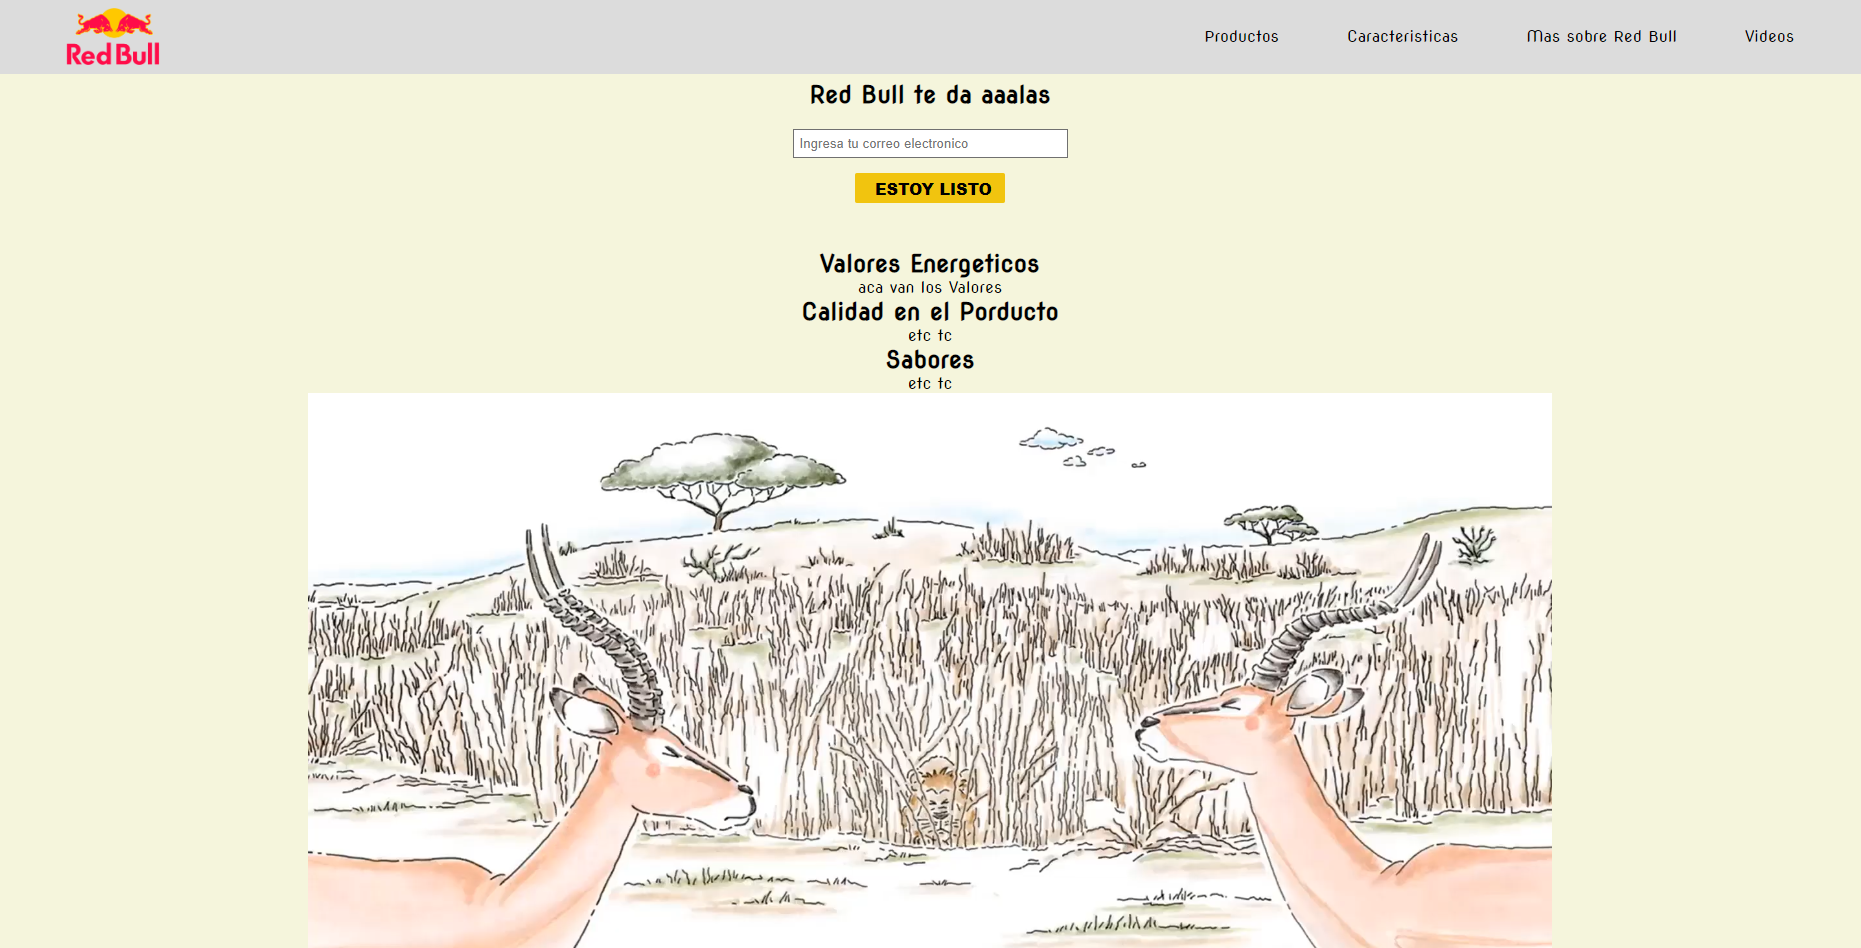 Red Bull
Productos
Caracteristicas
Mas sobre Red Bull
Videos
Red Bull te da aaalas
Ingresa tu correo electronico
ESTOY LISTO
Valores Energeticos
aca van los Valores
Calidad en el Porducto
etc tc
Sabores
etc tc